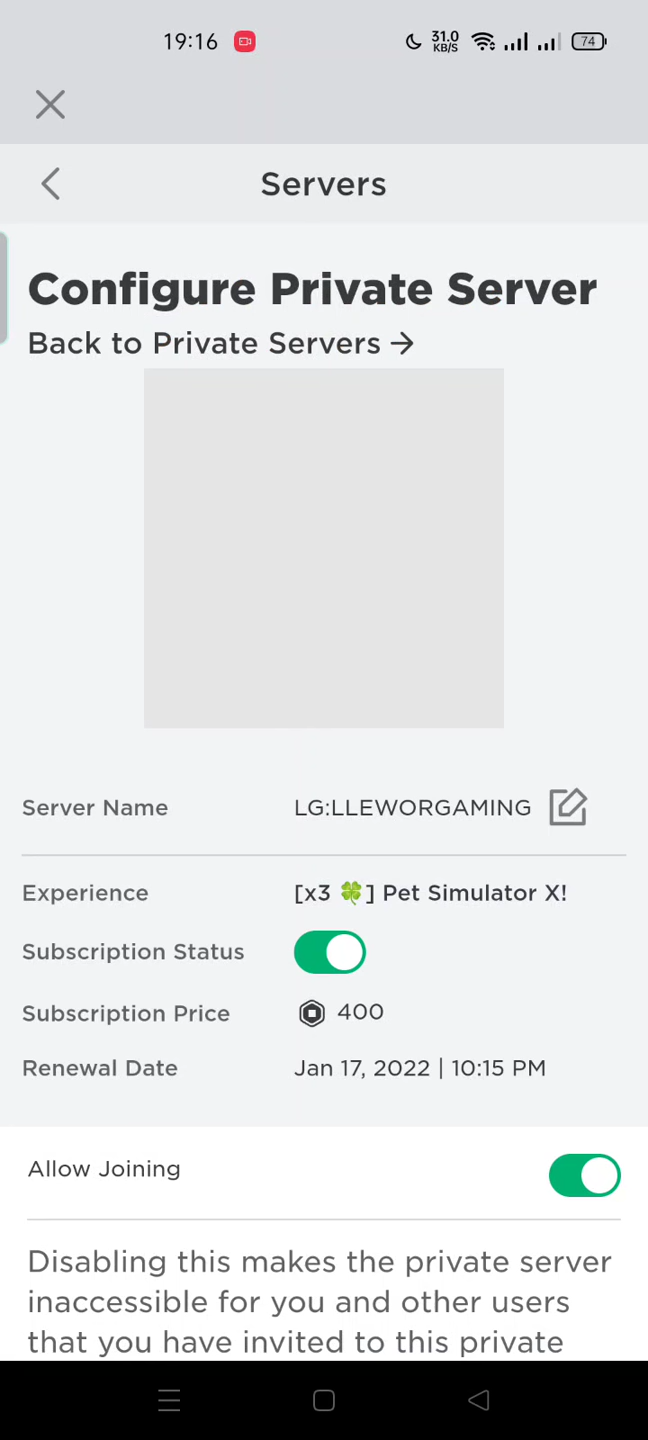 19:16
31.0
KB/S
74
Servers
Configure Private Server
Back to Private Servers →
Server Name LG:LLEWORGAMING
Experience [x3 🍀] Pet Simulator X!
Subscription Status
Subscription Price 400
Renewal Date Jan 17, 2022 | 10:15 PM
Allow Joining
Disabling this makes the private server
inaccessible for you and other users
that you have invited to this private